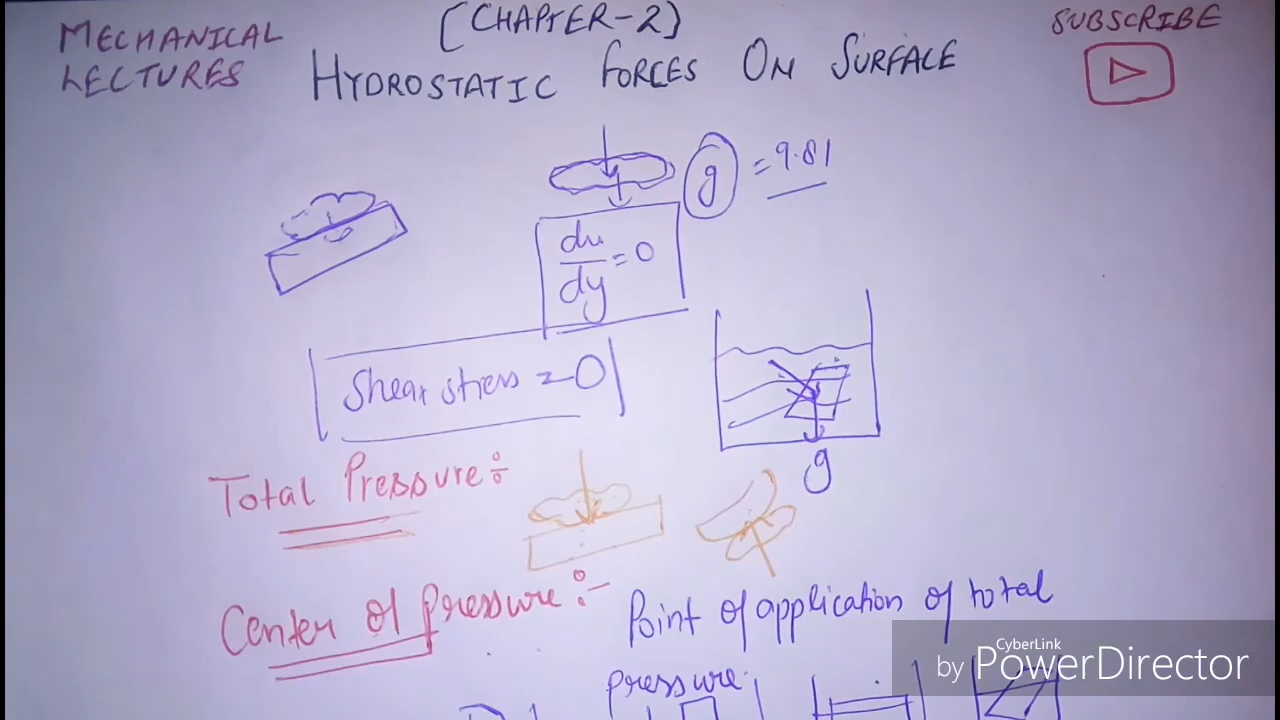 [CHAPTER-2]
MECHANICAL
LECTURES
HYDROSTATIC FORCES ON SURFACE
SUBSCRIBE
g = 9.81
du/dy = 0
Shear stress = 0
g
Total Pressure :
Center of Pressure :-
Point of application of total
pressure.
CyberLink
by PowerDirector